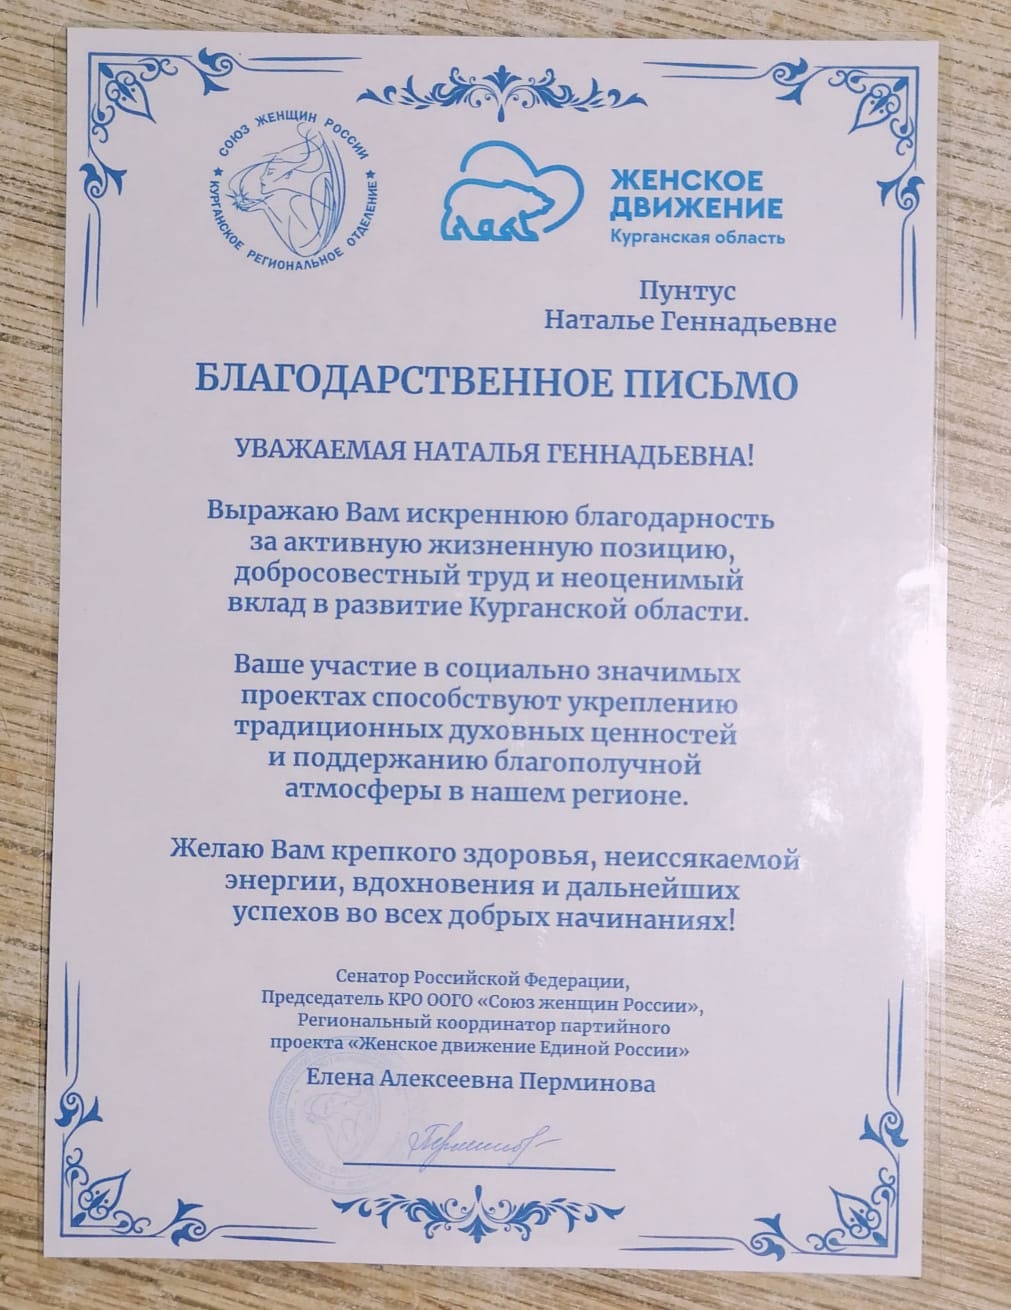 СОЮЗ ЖЕНЩИН РОССИИ
КУРГАНСКОЕ РЕГИОНАЛЬНОЕ ОТДЕЛЕНИЕ
ЖЕНСКОЕ
ДВИЖЕНИЕ
Курганская область
Пунтус
Наталье Геннадьевне
БЛАГОДАРСТВЕННОЕ ПИСЬМО
УВАЖАЕМАЯ НАТАЛЬЯ ГЕННАДЬЕВНА!
Выражаю Вам искреннюю благодарность
за активную жизненную позицию,
добросовестный труд и неоценимый
вклад в развитие Курганской области.
Ваше участие в социально значимых
проектах способствуют укреплению
традиционных духовных ценностей
и поддержанию благополучной
атмосферы в нашем регионе.
Желаю Вам крепкого здоровья, неиссякаемой
энергии, вдохновения и дальнейших
успехов во всех добрых начинаниях!
Сенатор Российской Федерации,
Председатель КРО ООГО «Союз женщин России»,
Региональный координатор партийного
проекта «Женское движение Единой России»
Елена Алексеевна Перминова